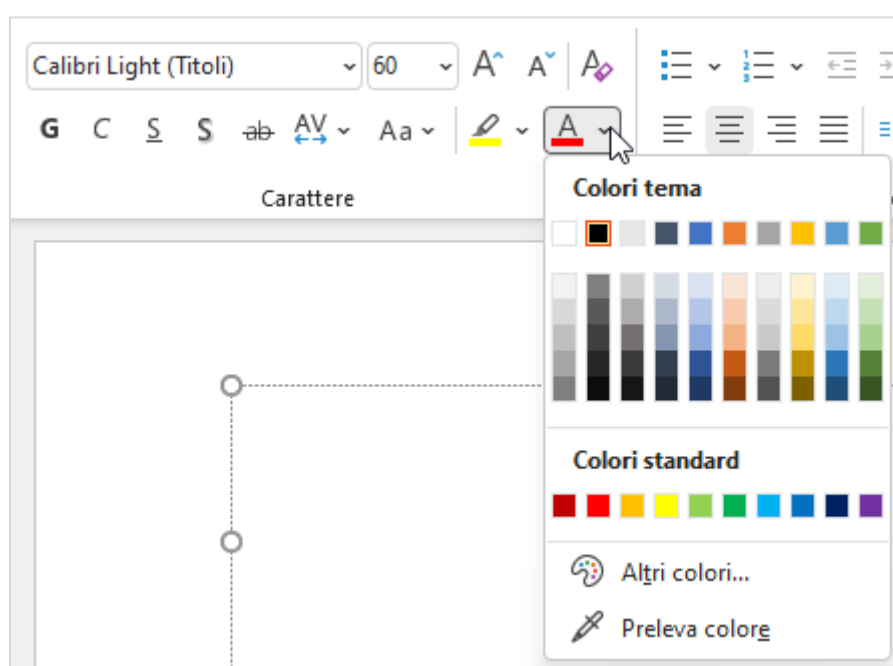 Calibri Light (Titoli) 60 A A A
G C S S ab AV Aa A
Carattere
Colori tema
Colori standard
Altri colori...
Preleva colore